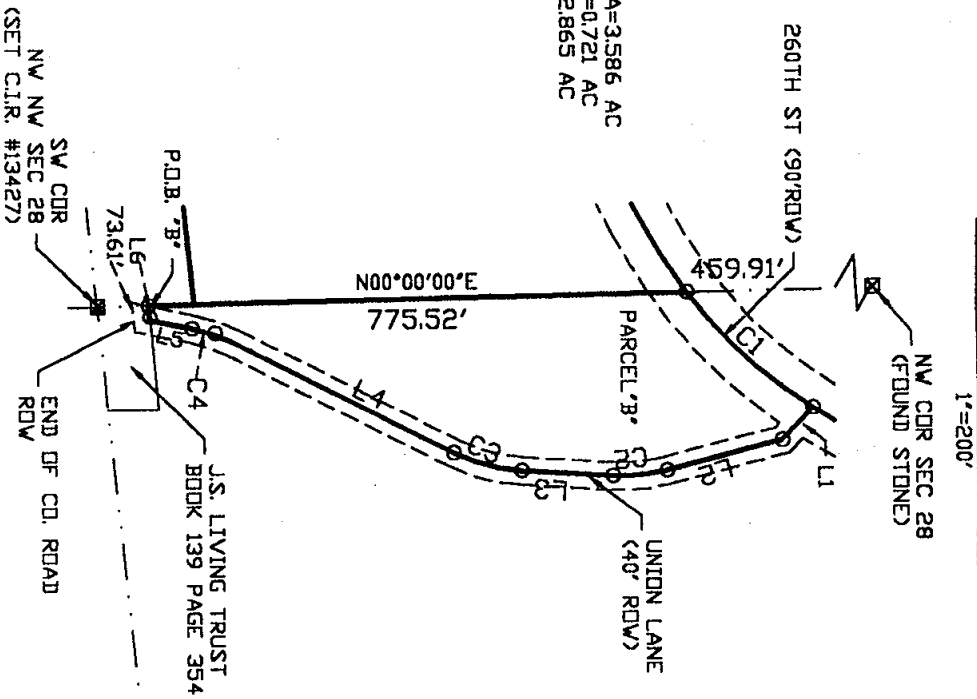 1"=200'
A=3.586 AC
=0.721 AC
2.865 AC
260TH ST (90'ROW)
NW COR SEC 28
(FOUND STONE)
459.91'
C1
L1
PARCEL "B"
N00°00'00"E
775.52'
L2
C2
UNION LANE
(40' ROW)
L3
C3
L4
C4
L5
P.O.B. "B"
L6
73.61'
SW COR
NW NW SEC 28
(SET C.I.R. #13427)
J.S. LIVING TRUST
BOOK 139 PAGE 354
END OF CO. ROAD
ROW